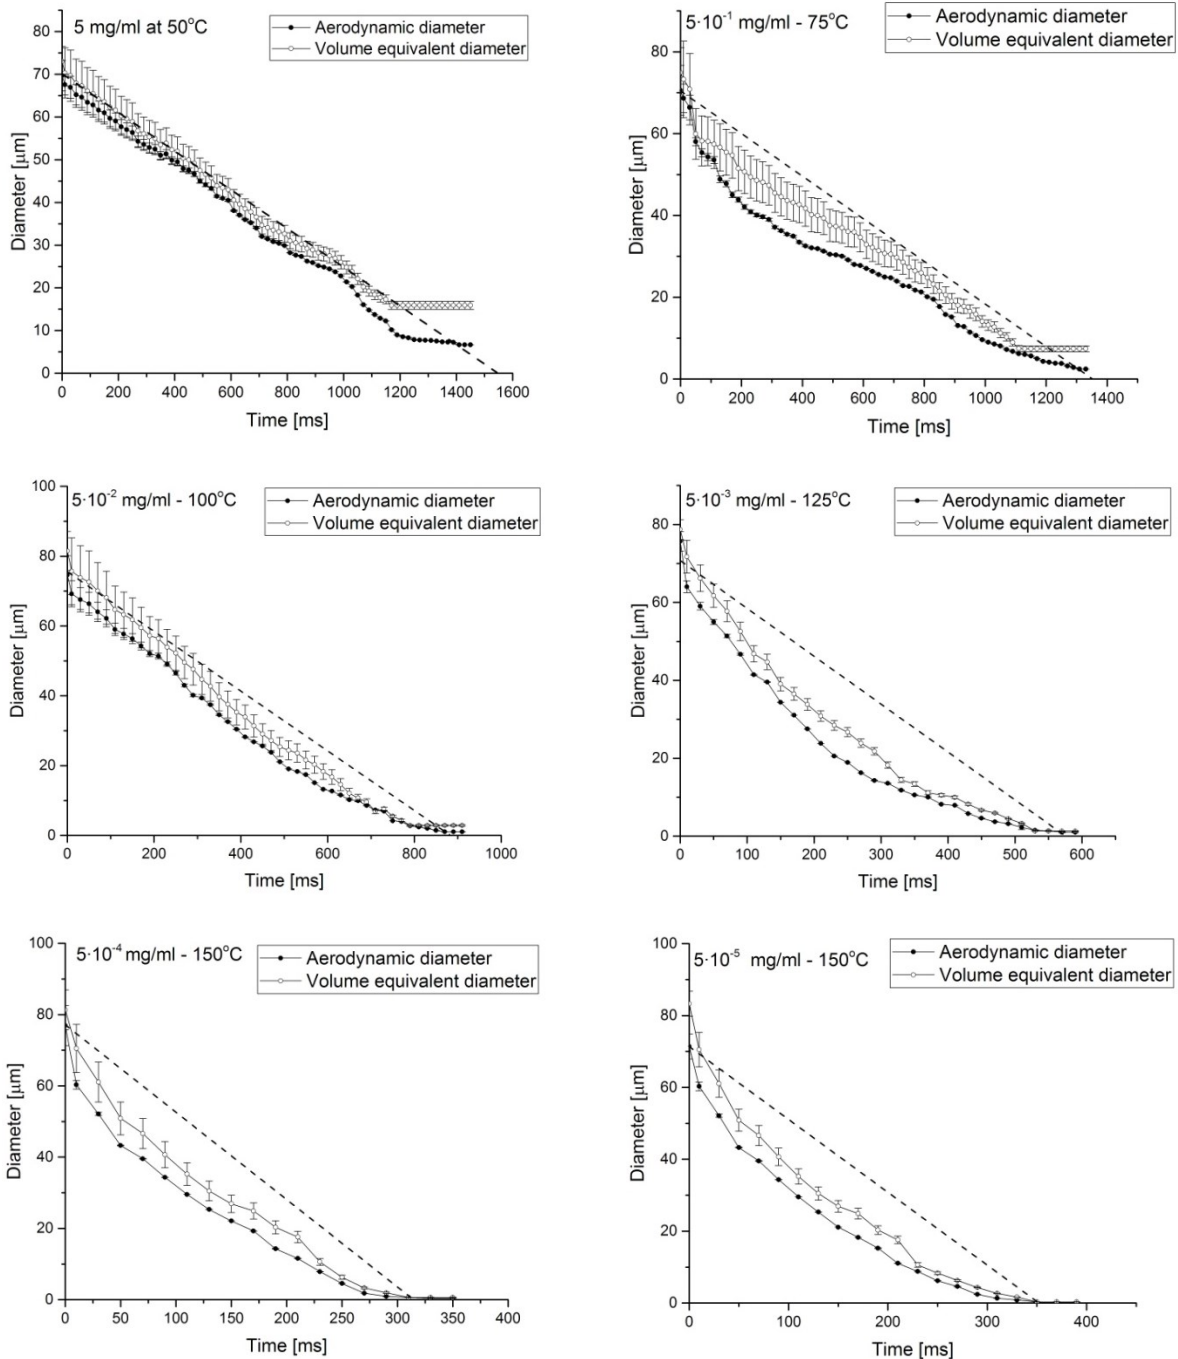 5 mg/ml at 50°C
Aerodynamic diameter
Volume equivalent diameter
Diameter [µm]
80
70
60
50
40
30
20
10
0
0 200 400 600 800 1000 1200 1400 1600
Time [ms]
5·10⁻¹ mg/ml - 75°C
Aerodynamic diameter
Volume equivalent diameter
Diameter [µm]
80
60
40
20
0
0 200 400 600 800 1000 1200 1400
Time [ms]
5·10⁻² mg/ml - 100°C
Aerodynamic diameter
Volume equivalent diameter
Diameter [µm]
100
80
60
40
20
0
0 200 400 600 800 1000
Time [ms]
5·10⁻³ mg/ml - 125°C
Aerodynamic diameter
Volume equivalent diameter
Diameter [µm]
80
60
40
20
0
0 100 200 300 400 500 600
Time [ms]
5·10⁻⁴ mg/ml - 150°C
Aerodynamic diameter
Volume equivalent diameter
Diameter [µm]
100
80
60
40
20
0
0 50 100 150 200 250 300 350 400
Time [ms]
5·10⁻⁵ mg/ml - 150°C
Aerodynamic diameter
Volume equivalent diameter
Diameter [µm]
100
80
60
40
20
0
0 100 200 300 400
Time [ms]